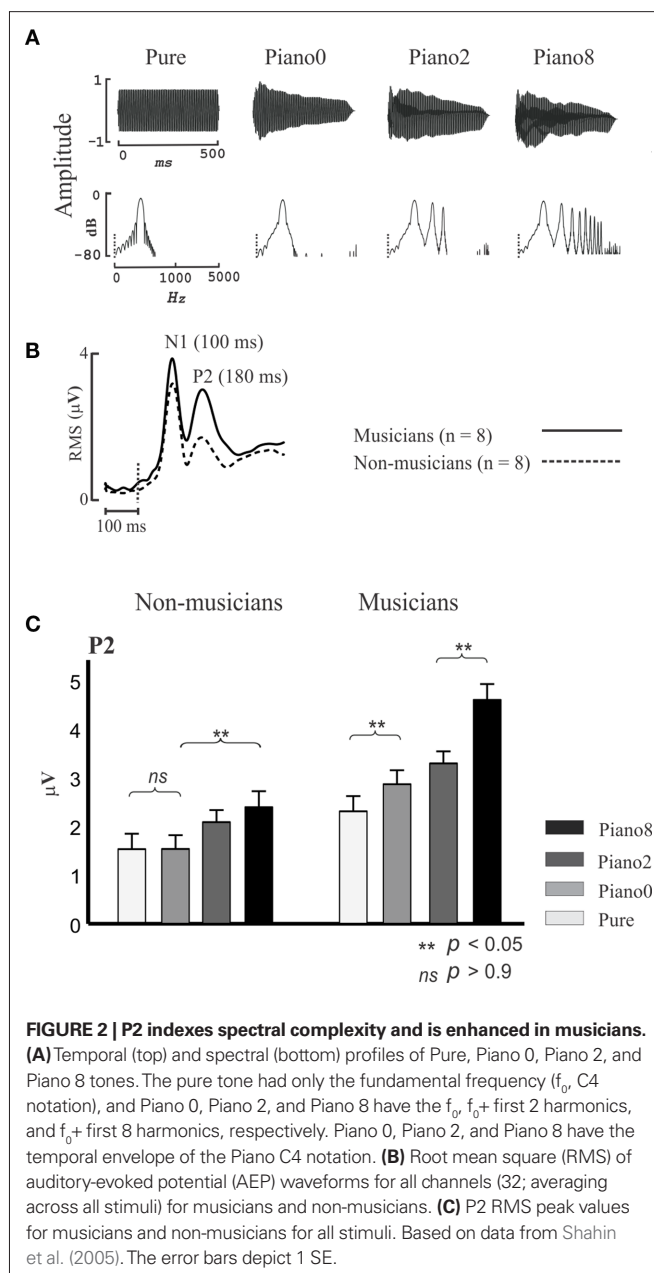 A
Pure Piano0 Piano2 Piano8
Amplitude
1
-1
0 500
ms
0
dB
-80
0 1000 5000
Hz
B
N1 (100 ms)
P2 (180 ms)
4
RMS (μV)
0
100 ms
Musicians (n = 8)
Non-musicians (n = 8)
Non-musicians Musicians
C
P2
μV
5
4
3
2
1
0
ns
**
**
**
Piano8
Piano2
Piano0
Pure
** p < 0.05
ns p > 0.9
FIGURE 2 | P2 indexes spectral complexity and is enhanced in musicians.
(A) Temporal (top) and spectral (bottom) profiles of Pure, Piano 0, Piano 2, and
Piano 8 tones. The pure tone had only the fundamental frequency (f₀, C4
notation), and Piano 0, Piano 2, and Piano 8 have the f₀, f₀+ first 2 harmonics,
and f₀+ first 8 harmonics, respectively. Piano 0, Piano 2, and Piano 8 have the
temporal envelope of the Piano C4 notation. (B) Root mean square (RMS) of
auditory-evoked potential (AEP) waveforms for all channels (32; averaging
across all stimuli) for musicians and non-musicians. (C) P2 RMS peak values
for musicians and non-musicians for all stimuli. Based on data from Shahin
et al. (2005). The error bars depict 1 SE.